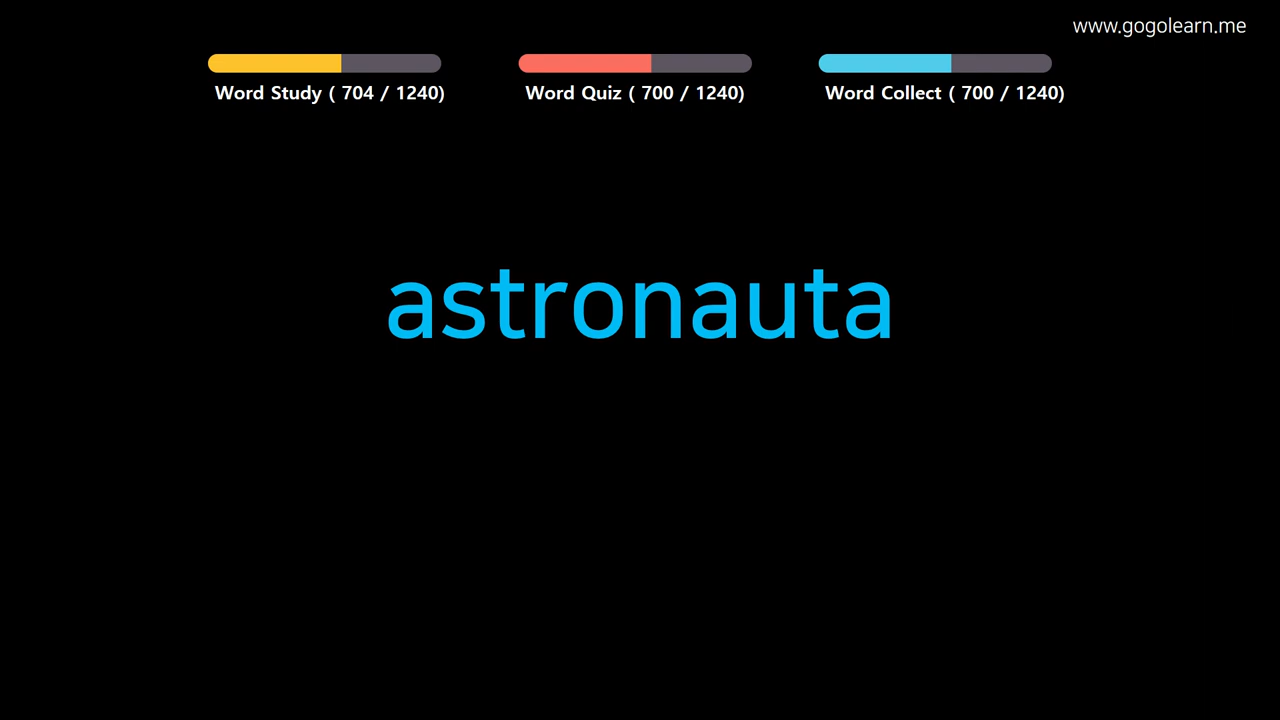 www.gogolearn.me
Word Study ( 704 / 1240)
Word Quiz ( 700 / 1240)
Word Collect ( 700 / 1240)
astronauta